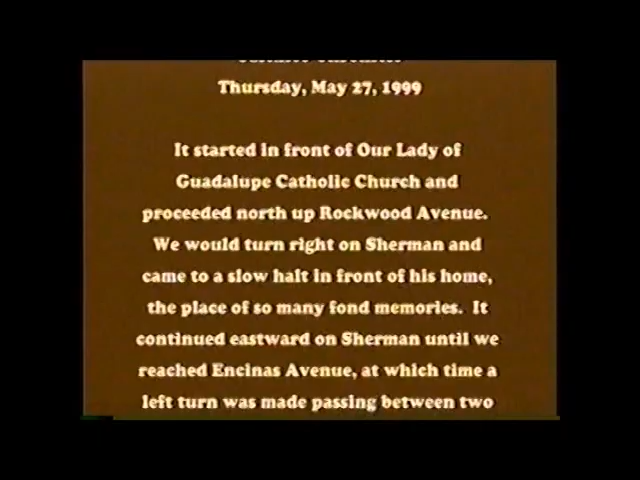 Thursday, May 27, 1999
It started in front of Our Lady of
Guadalupe Catholic Church and
proceeded north up Rockwood Avenue.
We would turn right on Sherman and
came to a slow halt in front of his home,
the place of so many fond memories. It
continued eastward on Sherman until we
reached Encinas Avenue, at which time a
left turn was made passing between two